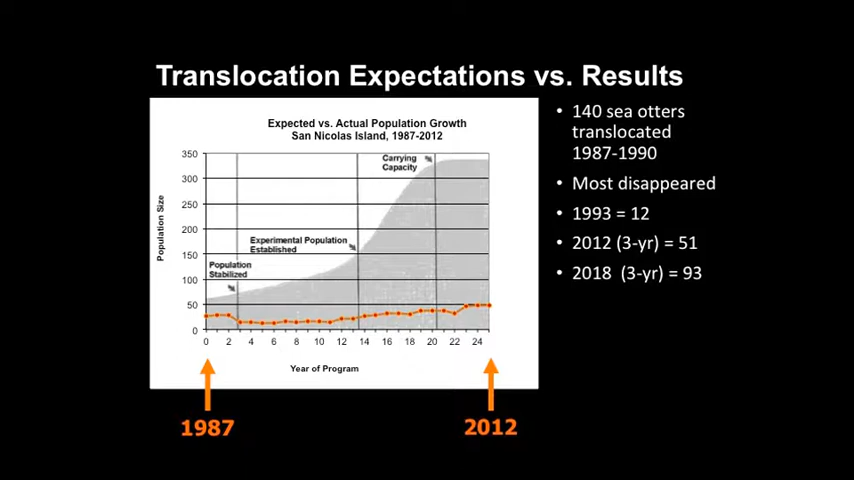 Translocation Expectations vs. Results
Expected vs. Actual Population Growth
San Nicolas Island, 1987-2012
350
300
250
200
150
100
50
0
Population Size
Carrying
Capacity
Experimental Population
Established
Population
Stabilized
0 2 4 6 8 10 12 14 16 18 20 22 24
Year of Program
1987
2012
• 140 sea otters
translocated
1987-1990
• Most disappeared
• 1993 = 12
• 2012 (3-yr) = 51
• 2018 (3-yr) = 93